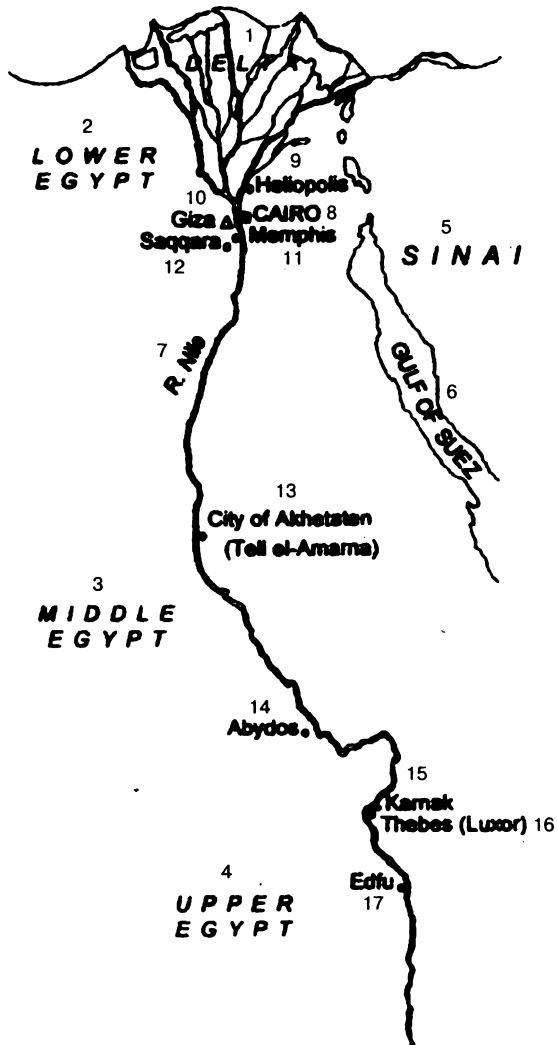 1
DELTA
2
LOWER
EGYPT
9
Heliopolis
10
Giza
CAIRO 8
Saqqara
Memphis
12
11
5
SINAI
7
R. Nile
6
GULF OF SUEZ
13
City of Akhetaten
(Tell el-Amarna)
3
MIDDLE
EGYPT
14
Abydos
15
Karnak
Thebes (Luxor) 16
4
UPPER
EGYPT
Edfu
17